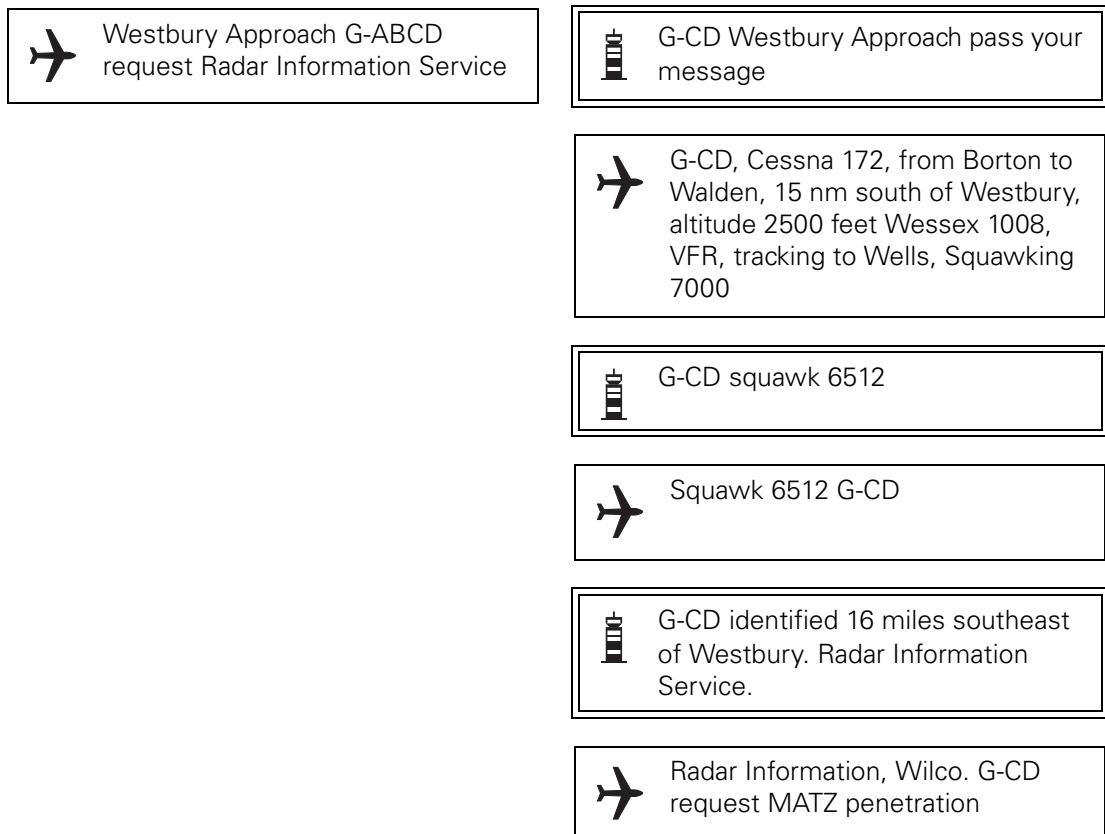 Westbury Approach G-ABCD
request Radar Information Service
G-CD Westbury Approach pass your
message
G-CD, Cessna 172, from Borton to
Walden, 15 nm south of Westbury,
altitude 2500 feet Wessex 1008,
VFR, tracking to Wells, Squawking
7000
G-CD squawk 6512
Squawk 6512 G-CD
G-CD identified 16 miles southeast
of Westbury. Radar Information
Service.
Radar Information, Wilco. G-CD
request MATZ penetration